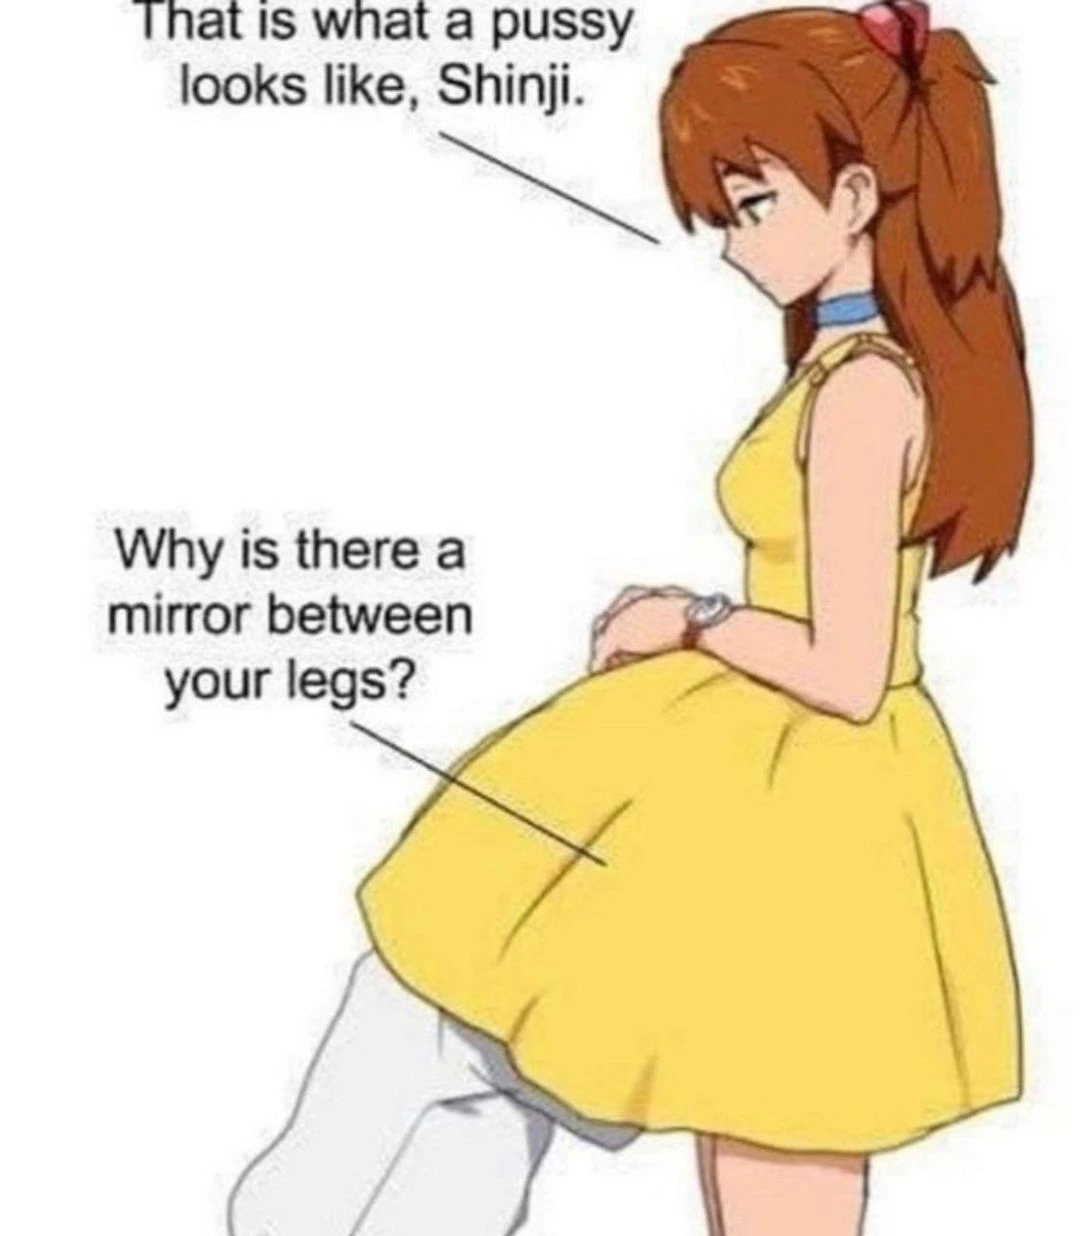 That is what a pussy
looks like, Shinji.
Why is there a
mirror between
your legs?